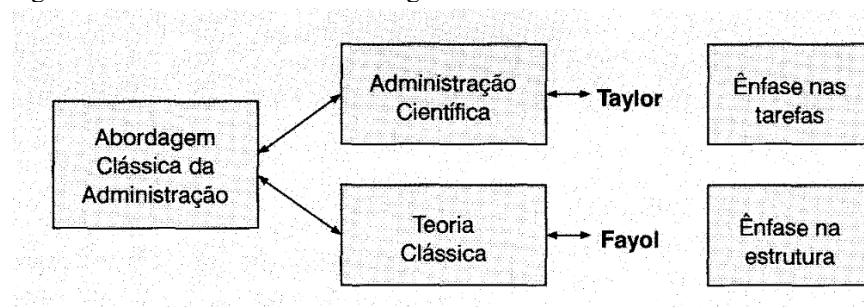 Abordagem
Clássica da
Administração
Administração
Científica
Taylor
Ênfase nas
tarefas
Teoria
Clássica
Fayol
Ênfase na
estrutura